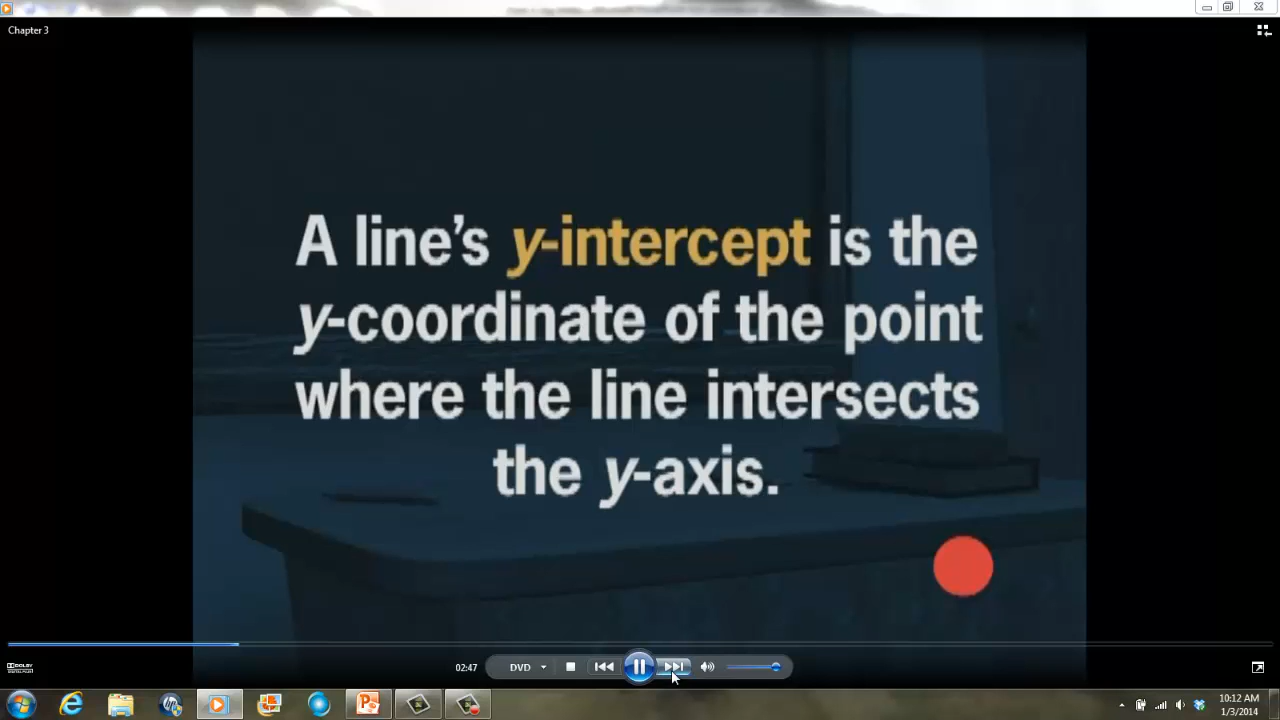 Chapter 3
A line's y-intercept is the
y-coordinate of the point
where the line intersects
the y-axis.
02:47
DVD
10:12 AM
1/3/2014